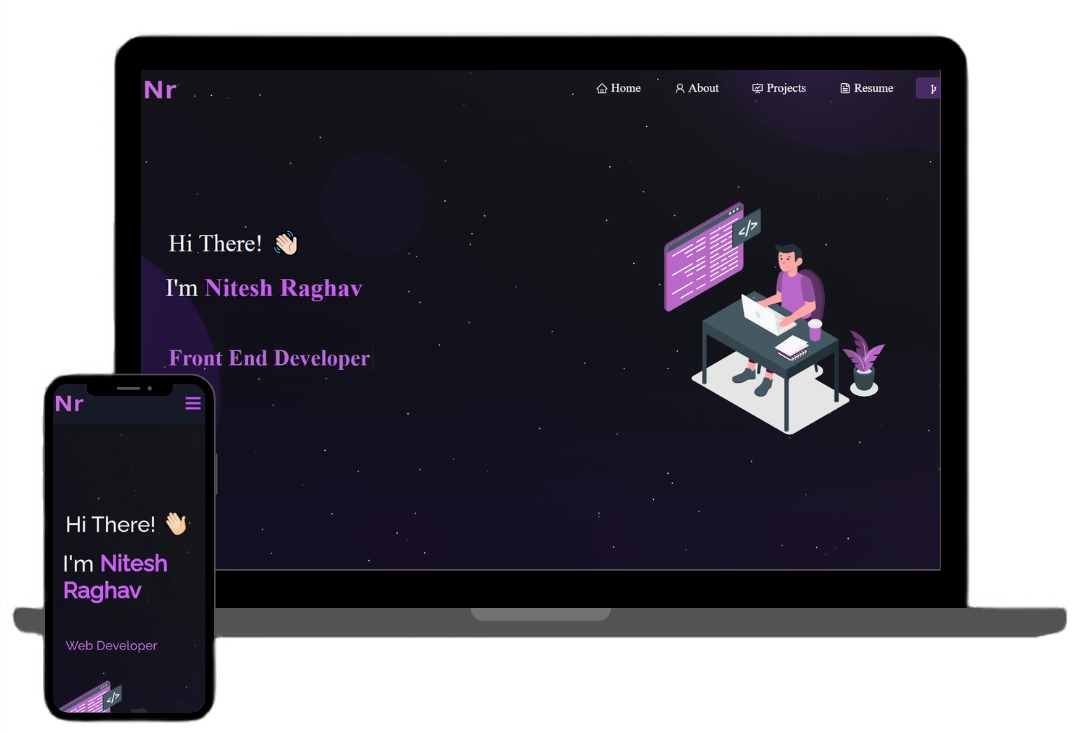 Nr
Home About Projects Resume
</>
Hi There! 👋🏻
I'm Nitesh Raghav
Front End Developer
Nr
Hi There! 👋🏼
I'm Nitesh
Raghav
Web Developer
</>